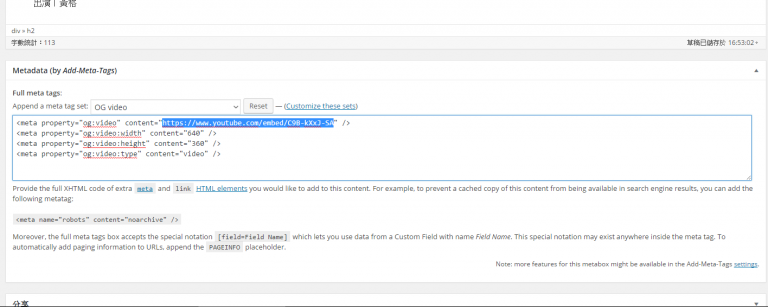 出演｜黃格
div » h2
字數統計：113
草稿已儲存於 16:53:02。
Metadata (by Add-Meta-Tags)
Full meta tags:
Append a meta tag set: OG video Reset — (Customize these sets)
<meta property="og:video" content="https://www.youtube.com/embed/C9B-kXxJ-SA" />
<meta property="og:video:width" content="640" />
<meta property="og:video:height" content="360" />
<meta property="og:video:type" content="video" />
Provide the full XHTML code of extra meta and link HTML elements you would like to add to this content. For example, to prevent a cached copy of this content from being available in search engine results, you can add the
following metatag:
<meta name="robots" content="noarchive" />
Moreover, the full meta tags box accepts the special notation [field=Field Name] which lets you use data from a Custom Field with name Field Name. This special notation may exist anywhere inside the meta tag. To
automatically add paging information to URLs, append the PAGEINFO placeholder.
Note: more features for this metabox might be available in the Add-Meta-Tags settings.
分享